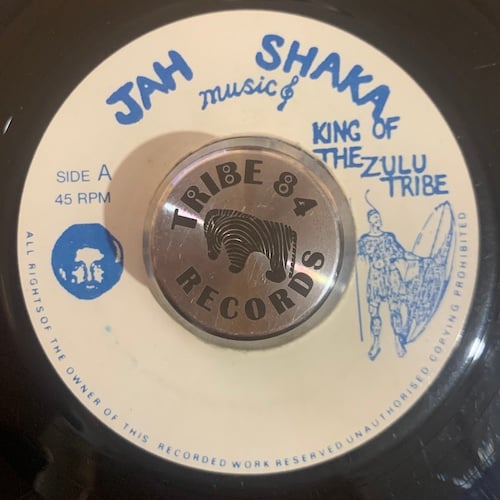 JAH SHAKA
music
KING OF
THE ZULU
TRIBE
SIDE A
45 RPM
TRIBE 84
RECORDS
ALL RIGHTS OF THE OWNER OF THIS RECORDED WORK RESERVED UNAUTHORISED COPYING PROHIBITED